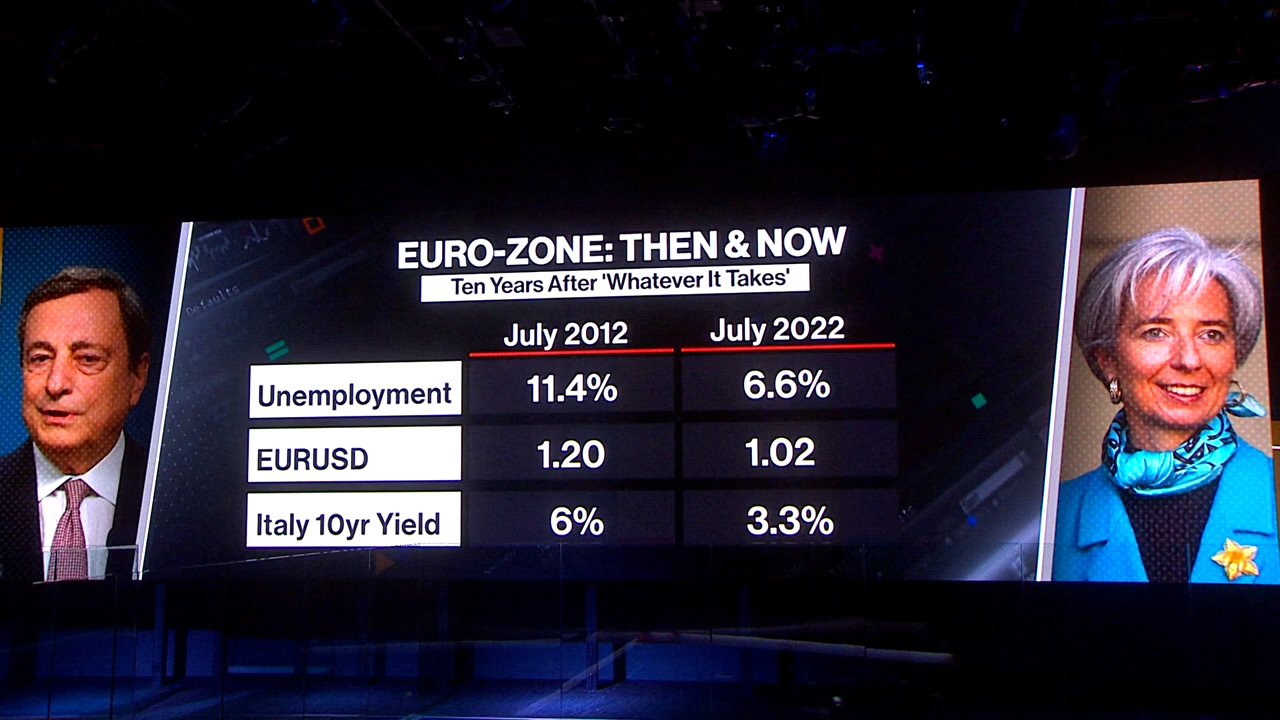 EURO-ZONE: THEN & NOW
Ten Years After 'Whatever It Takes'
July 2012 July 2022
Unemployment 11.4% 6.6%
EURUSD 1.20 1.02
Italy 10yr Yield 6% 3.3%
Defaults